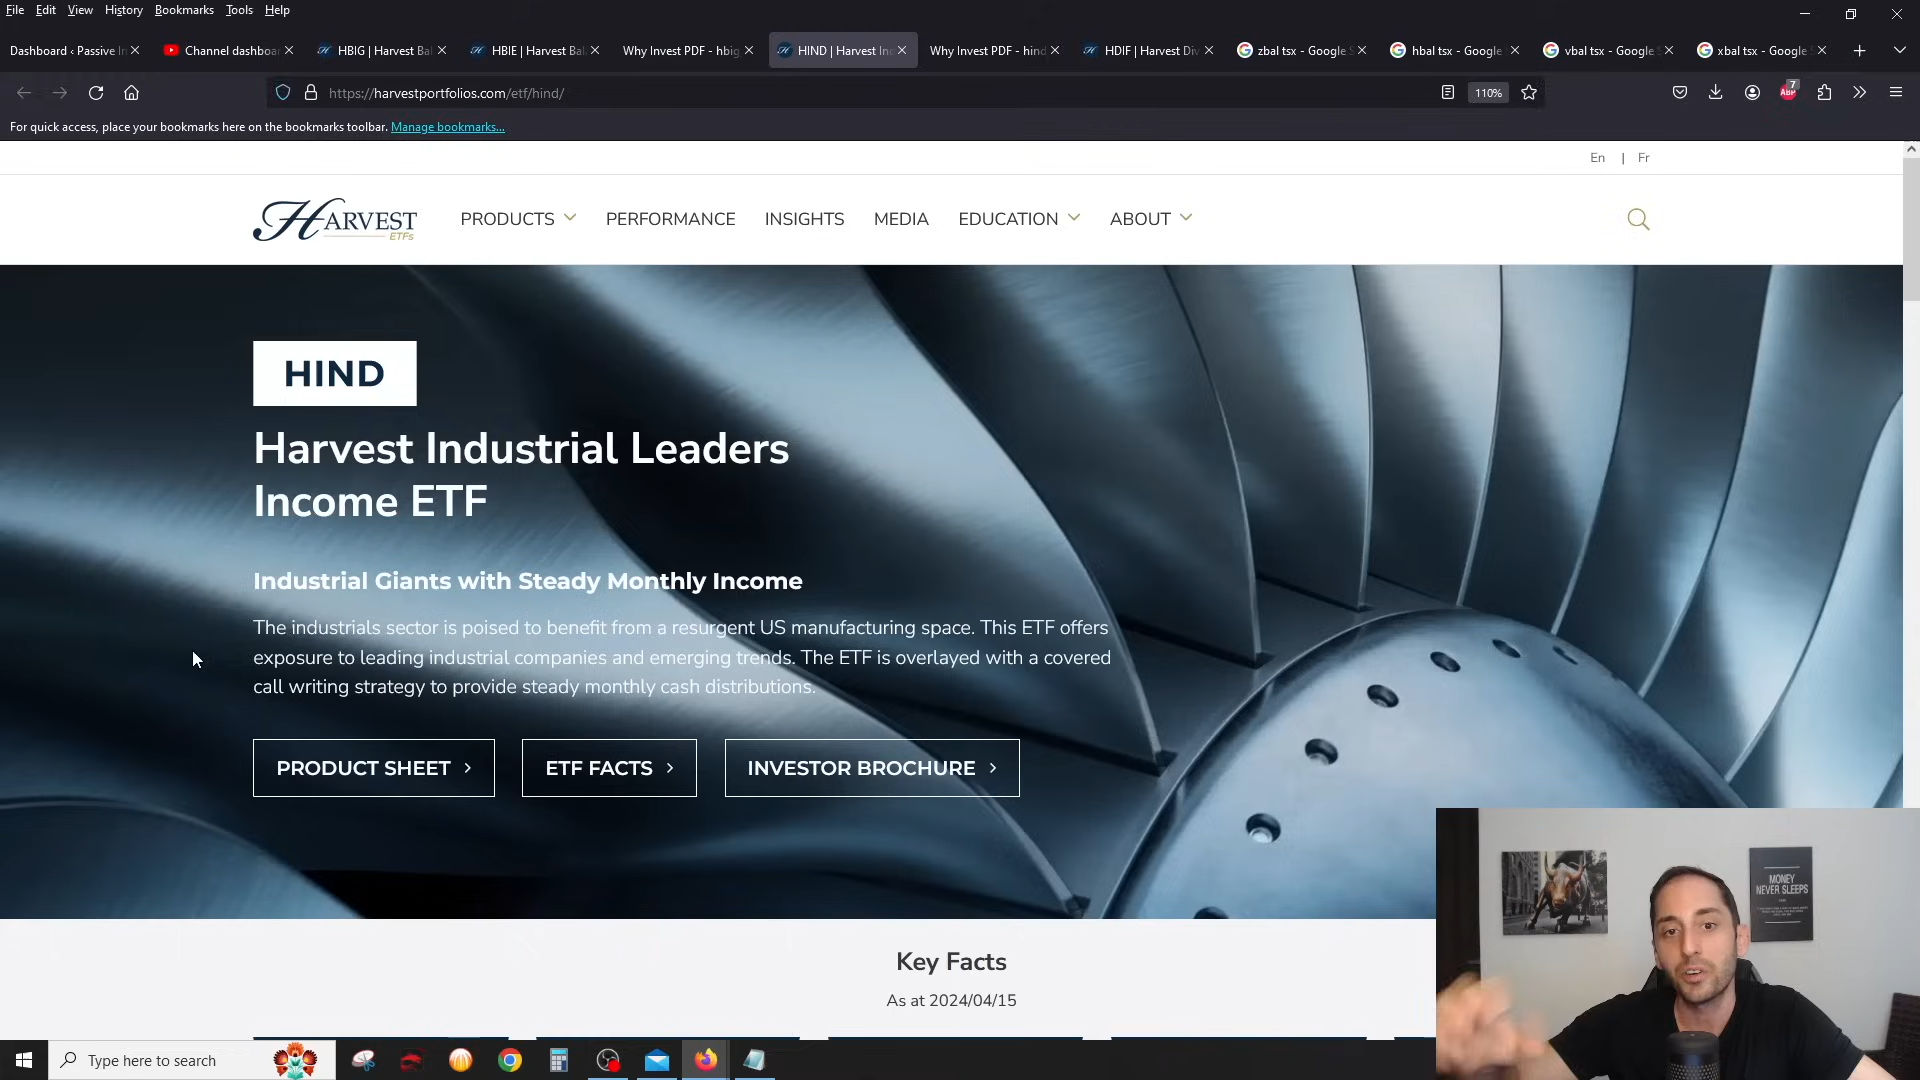 File Edit View History Bookmarks Tools Help
Dashboard ‹ Passive In
Channel dashboa
HBIG | Harvest Bal
HBIE | Harvest Bal
Why Invest PDF - hbig
HIND | Harvest In
Why Invest PDF - hind
HDIF | Harvest Div
zbal tsx - Google S
hbal tsx - Google
vbal tsx - Google S
xbal tsx - Google S
https://harvestportfolios.com/etf/hind/
110%
ABP
7
For quick access, place your bookmarks here on the bookmarks toolbar. Manage bookmarks...
En | Fr
HARVEST
ETFs
PRODUCTS PERFORMANCE INSIGHTS MEDIA EDUCATION ABOUT
HIND
Harvest Industrial Leaders
Income ETF
Industrial Giants with Steady Monthly Income
The industrials sector is poised to benefit from a resurgent US manufacturing space. This ETF offers
exposure to leading industrial companies and emerging trends. The ETF is overlayed with a covered
call writing strategy to provide steady monthly cash distributions.
PRODUCT SHEET ›
ETF FACTS ›
INVESTOR BROCHURE ›
MONEY
NEVER SLEEPS
Key Facts
As at 2024/04/15
Type here to search